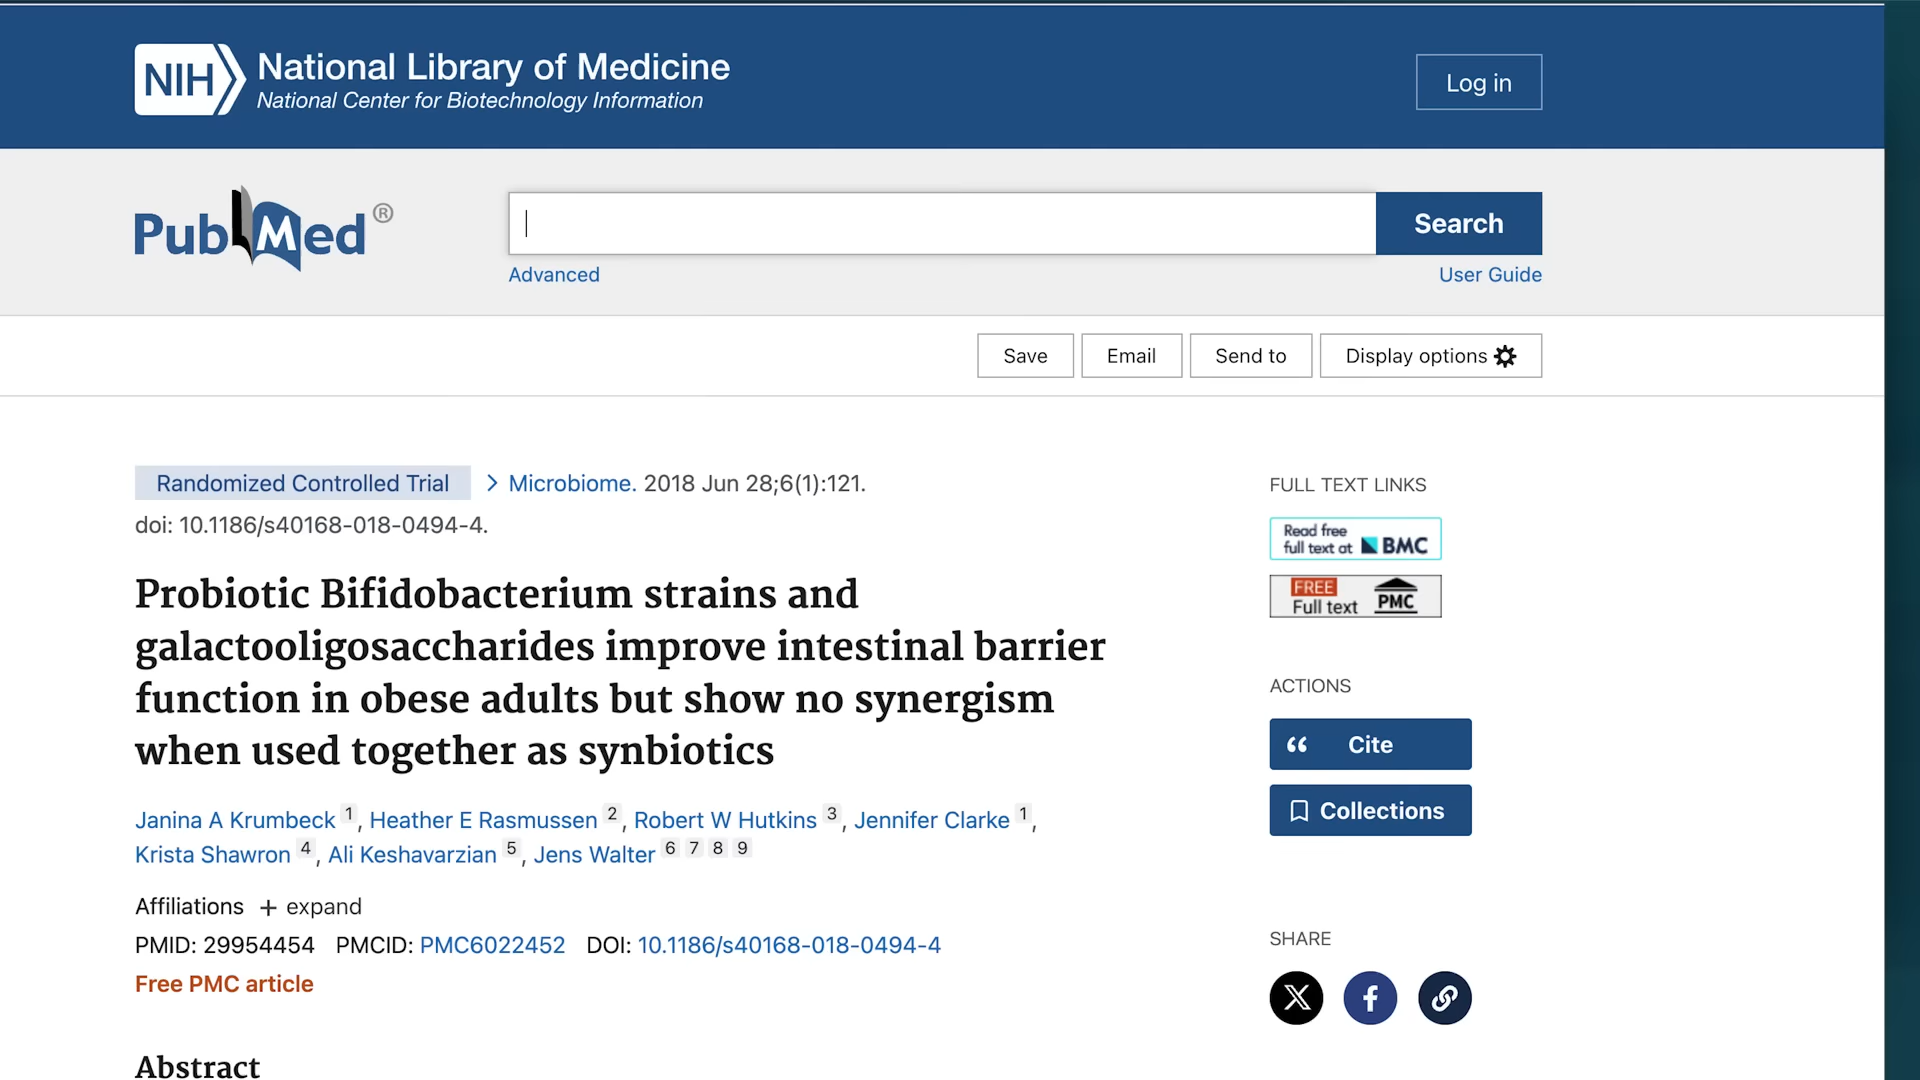 NIH
National Library of Medicine
National Center for Biotechnology Information
Log in
PubMed®
Search
Advanced
User Guide
Save
Email
Send to
Display options
Randomized Controlled Trial
Microbiome. 2018 Jun 28;6(1):121.
doi: 10.1186/s40168-018-0494-4.
Probiotic Bifidobacterium strains and
galactooligosaccharides improve intestinal barrier
function in obese adults but show no synergism
when used together as synbiotics
Janina A Krumbeck 1, Heather E Rasmussen 2, Robert W Hutkins 3, Jennifer Clarke 1,
Krista Shawron 4, Ali Keshavarzian 5, Jens Walter 6 7 8 9
Affiliations + expand
PMID: 29954454 PMCID: PMC6022452 DOI: 10.1186/s40168-018-0494-4
Free PMC article
Abstract
FULL TEXT LINKS
Read free
full text at BMC
FREE
Full text PMC
ACTIONS
Cite
Collections
SHARE